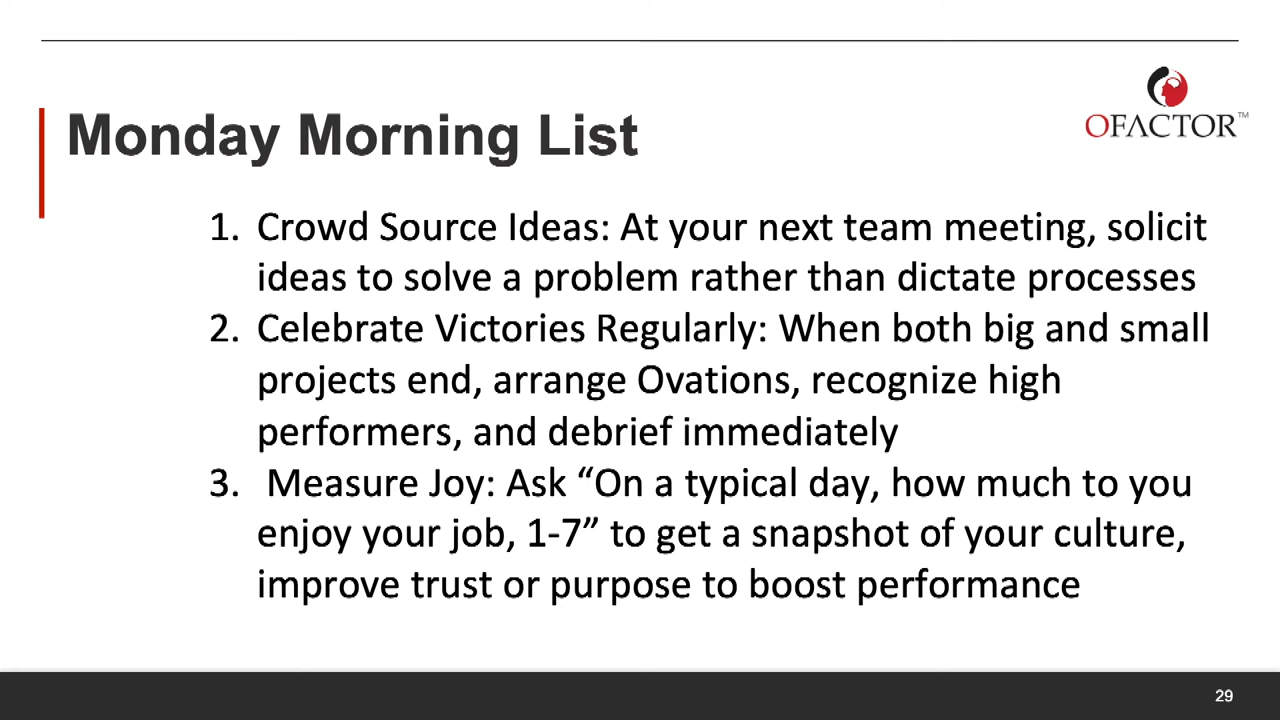 OFACTOR™
Monday Morning List
1. Crowd Source Ideas: At your next team meeting, solicit
ideas to solve a problem rather than dictate processes
2. Celebrate Victories Regularly: When both big and small
projects end, arrange Ovations, recognize high
performers, and debrief immediately
3. Measure Joy: Ask “On a typical day, how much to you
enjoy your job, 1-7” to get a snapshot of your culture,
improve trust or purpose to boost performance
29